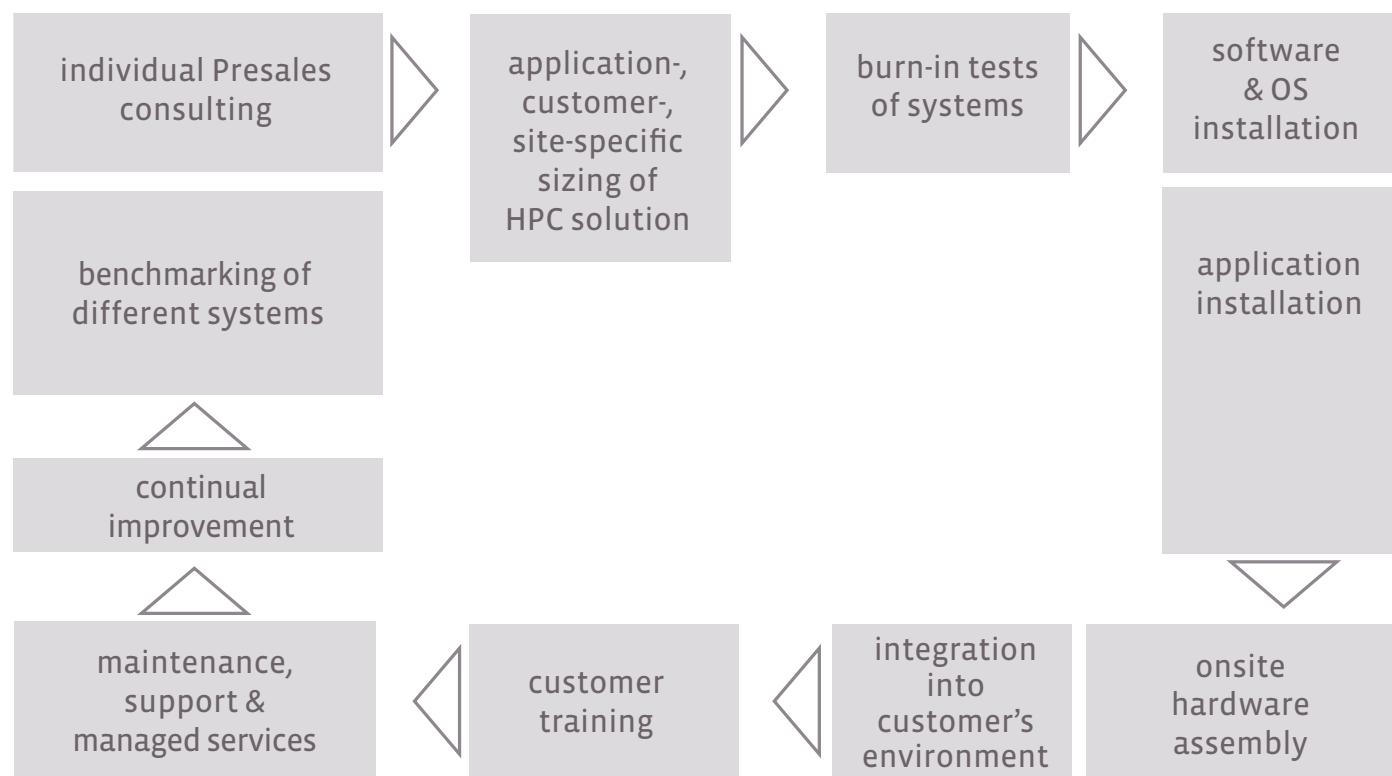 individual Presales
consulting
application-,
customer-,
site-specific
sizing of
HPC solution
burn-in tests
of systems
software
& OS
installation
application
installation
onsite
hardware
assembly
integration
into
customer’s
environment
customer
training
maintenance,
support &
managed services
continual
improvement
benchmarking of
different systems